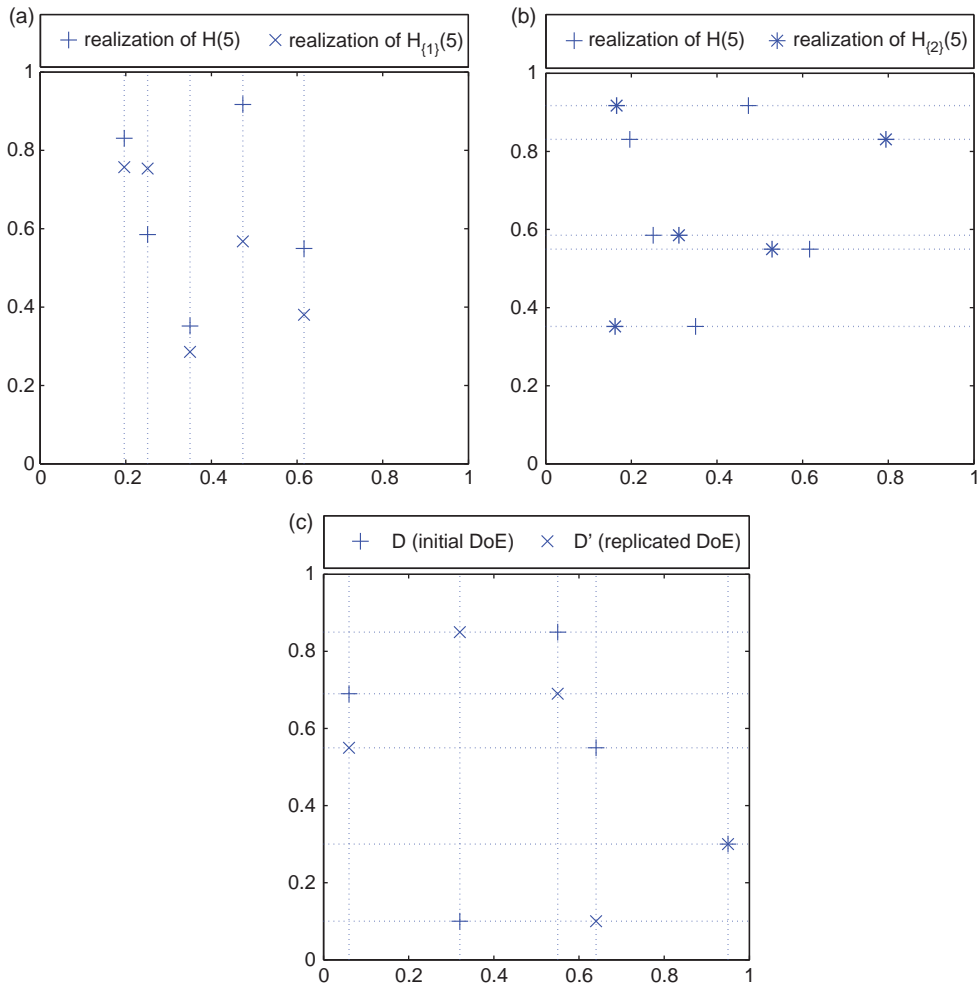 (a)
realization of H(5) realization of H{1}(5)
1
0.8
0.6
0.4
0.2
0
0 0.2 0.4 0.6 0.8 1
(b)
realization of H(5) realization of H{2}(5)
1
0.8
0.6
0.4
0.2
0
0 0.2 0.4 0.6 0.8 1
(c)
D (initial DoE) D' (replicated DoE)
1
0.8
0.6
0.4
0.2
0
0 0.2 0.4 0.6 0.8 1